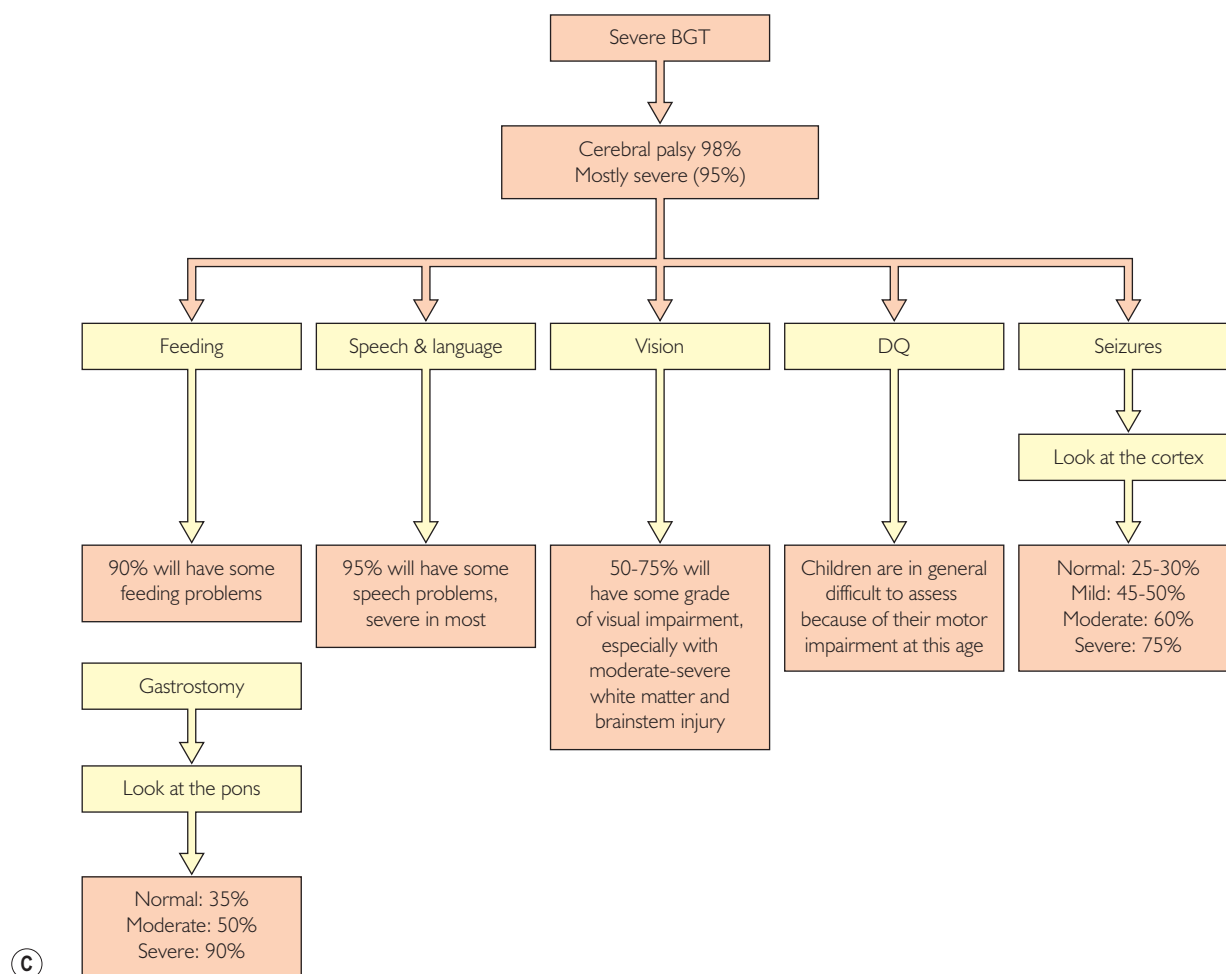 Severe BGT
Cerebral palsy 98%
Mostly severe (95%)
Feeding
Speech & language
Vision
DQ
Seizures
Look at the cortex
90% will have some
feeding problems
95% will have some
speech problems,
severe in most
50-75% will
have some grade
of visual impairment,
especially with
moderate-severe
white matter and
brainstem injury
Children are in general
difficult to assess
because of their motor
impairment at this age
Normal: 25-30%
Mild: 45-50%
Moderate: 60%
Severe: 75%
Gastrostomy
Look at the pons
Normal: 35%
Moderate: 50%
Severe: 90%
C